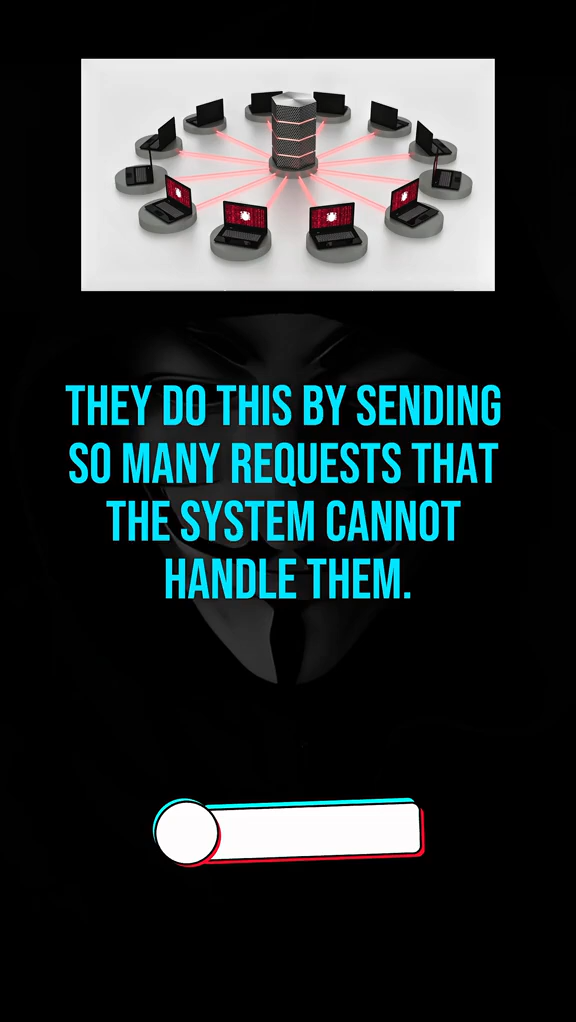 THEY DO THIS BY SENDING
SO MANY REQUESTS THAT
THE SYSTEM CANNOT
HANDLE THEM.